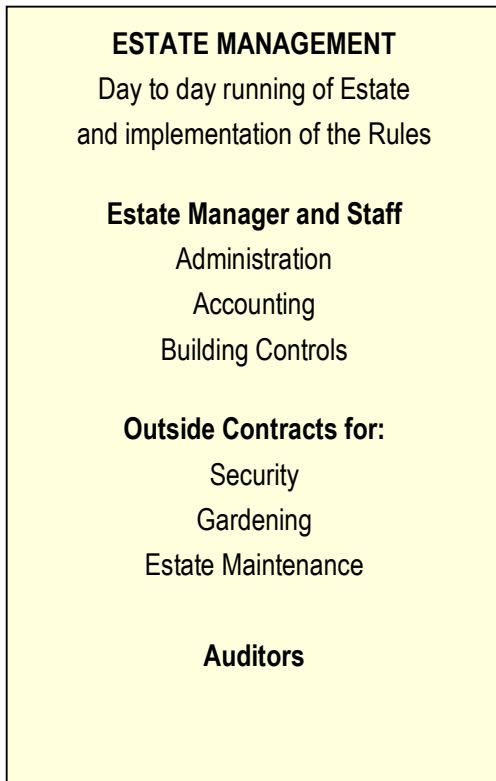 ESTATE MANAGEMENT
Day to day running of Estate
and implementation of the Rules
Estate Manager and Staff
Administration
Accounting
Building Controls
Outside Contracts for:
Security
Gardening
Estate Maintenance
Auditors